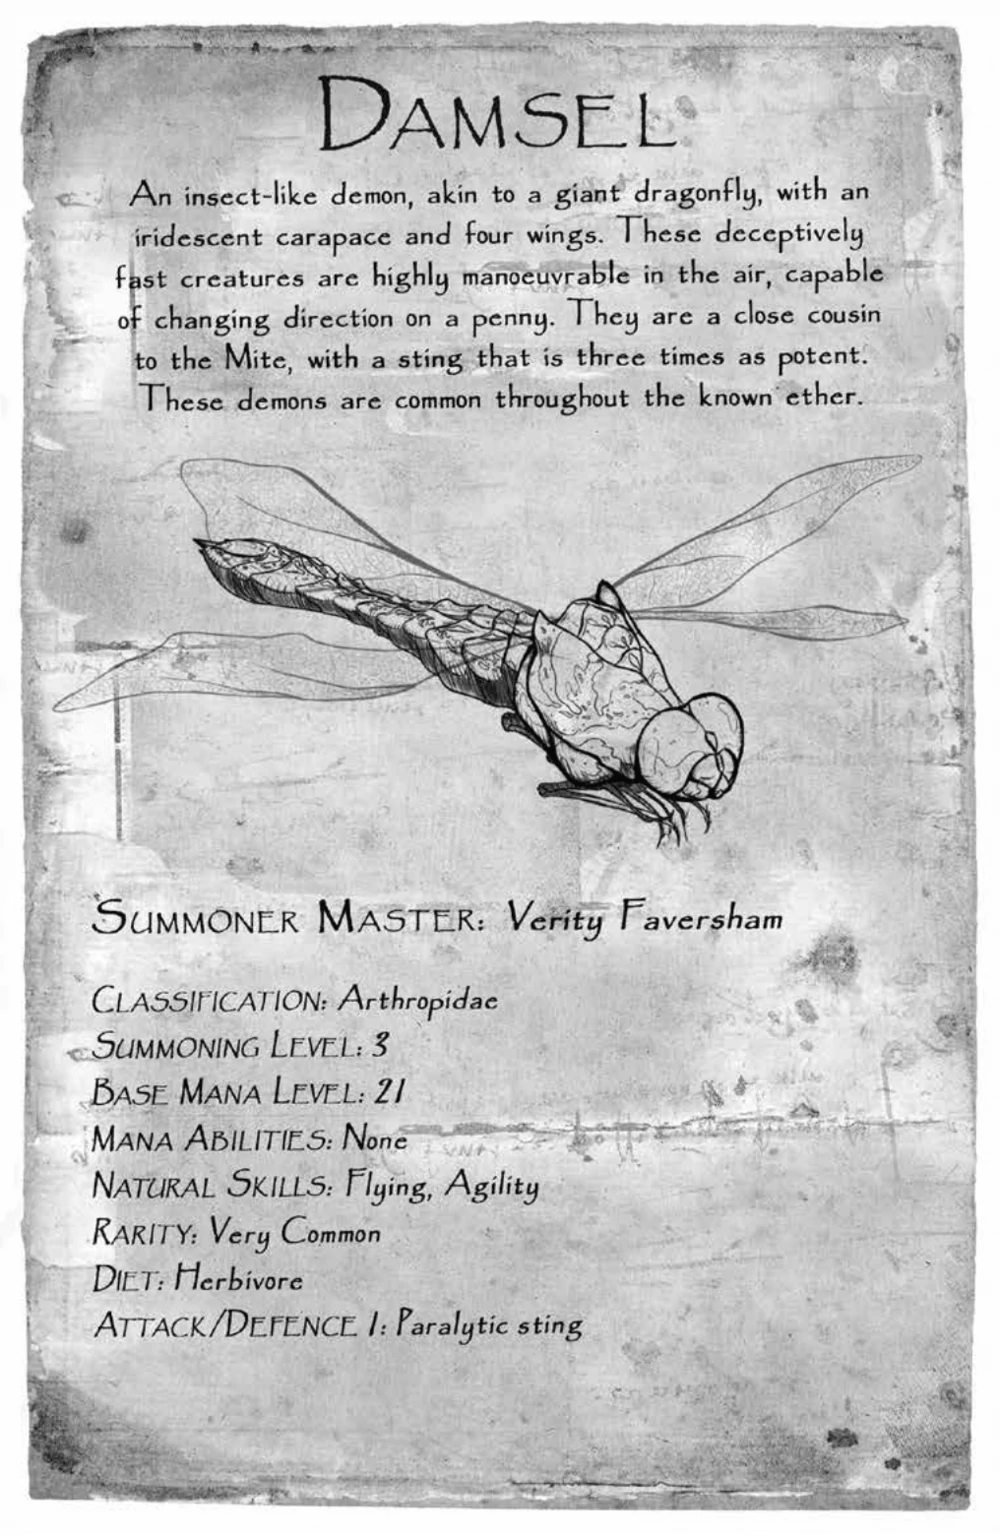 DAMSEL
An insect-like demon, akin to a giant dragonfly, with an
iridescent carapace and four wings. These deceptively
fast creatures are highly manoeuvrable in the air, capable
of changing direction on a penny. They are a close cousin
to the Mite, with a sting that is three times as potent.
These demons are common throughout the known ether.
SUMMONER MASTER: Verity Faversham
CLASSIFICATION: Arthropidae
SUMMONING LEVEL: 3
BASE MANA LEVEL: 21
MANA ABILITIES: None
NATURAL SKILLS: Flying, Agility
RARITY: Very Common
DIET: Herbivore
ATTACK/DEFENCE 1: Paralytic sting